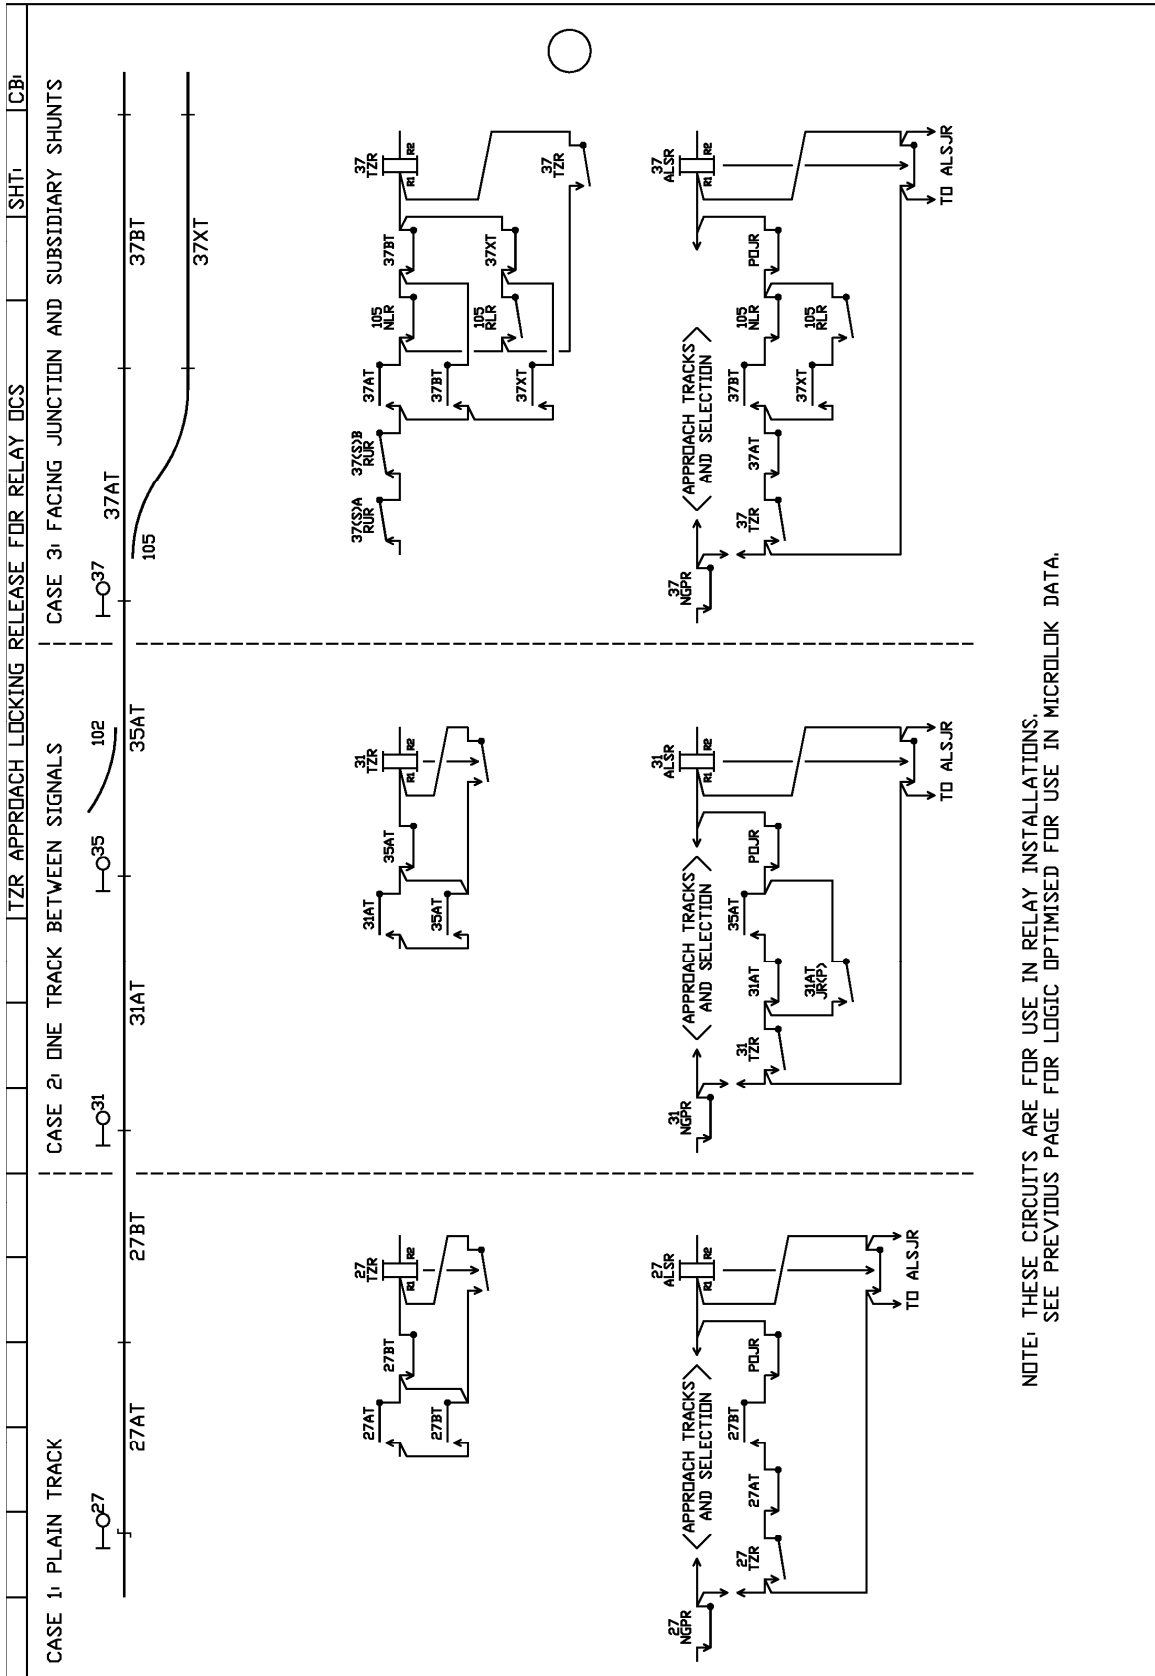 TZR APPROACH LOCKING RELEASE FOR RELAY OCS
SHT:
CB:
CASE 1: PLAIN TRACK
27
27AT
27BT
27AT
27BT
27BT
27
TZR
R1
R2
27
NGPR
APPROACH TRACKS
AND SELECTION
27
TZR
27AT
27BT
POJR
27
ALSR
R1
R2
TO ALSJR
CASE 2: ONE TRACK BETWEEN SIGNALS
31
35
102
31AT
35AT
31AT
35AT
35AT
31
TZR
R1
R2
31
NGPR
APPROACH TRACKS
AND SELECTION
31
TZR
31AT
31AT
JR(P)
35AT
POJR
31
ALSR
R1
R2
TO ALSJR
CASE 3: FACING JUNCTION AND SUBSIDIARY SHUNTS
37
105
37AT
37BT
37XT
37(S)A
RUR
37(S)B
RUR
37AT
37BT
37XT
105
NLR
105
RLR
37BT
37XT
37
TZR
R1
R2
37
TZR
37
NGPR
APPROACH TRACKS
AND SELECTION
37
TZR
37AT
37BT
37XT
105
NLR
105
RLR
POJR
37
ALSR
R1
R2
TO ALSJR
NOTE: THESE CIRCUITS ARE FOR USE IN RELAY INSTALLATIONS.
SEE PREVIOUS PAGE FOR LOGIC OPTIMISED FOR USE IN MICROLOK DATA.